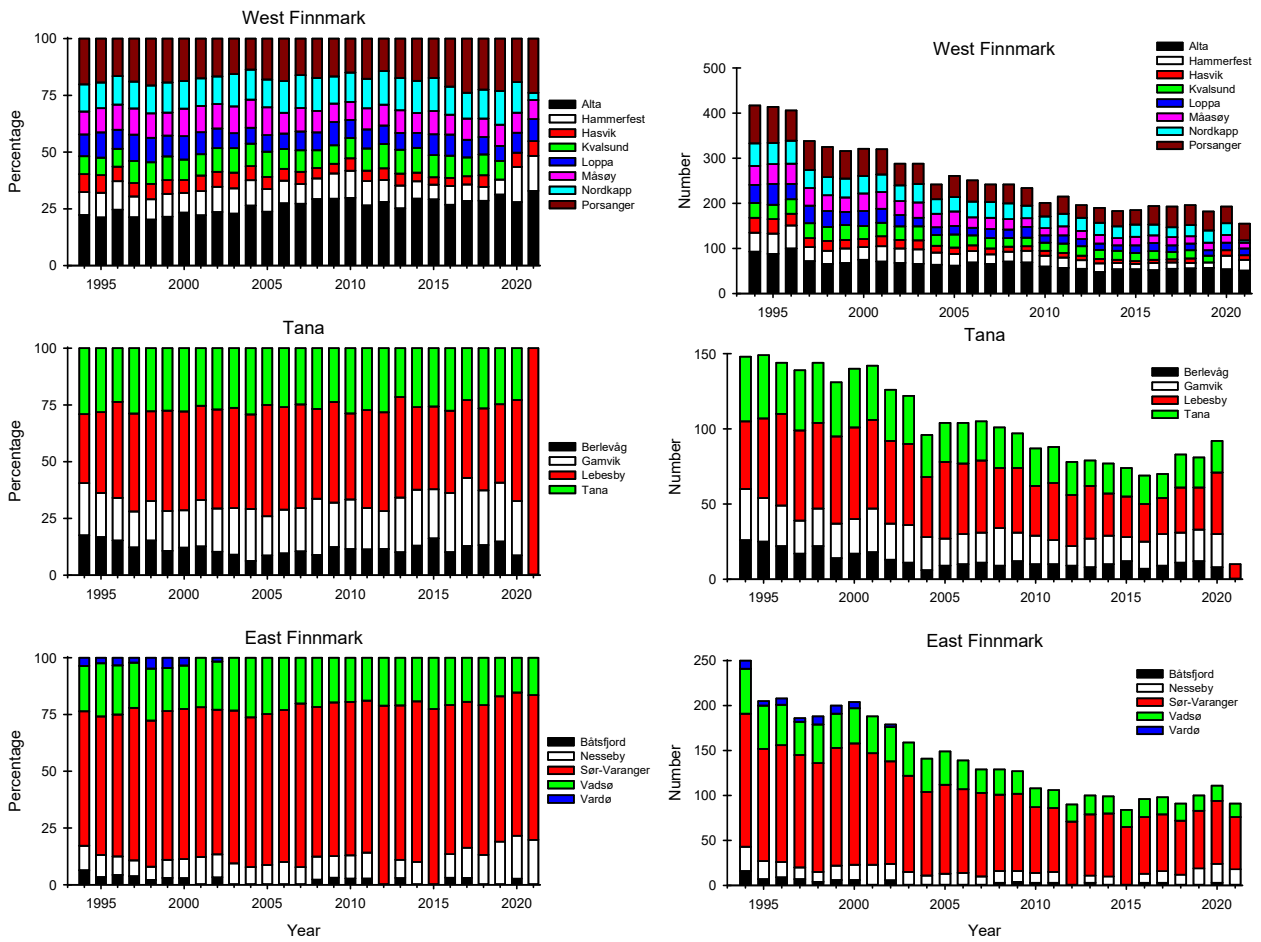 West Finnmark
100
75
50
25
0
Percentage
1995 2000 2005 2010 2015 2020
Alta
Hammerfest
Hasvik
Kvalsund
Loppa
Måsøy
Nordkapp
Porsanger
West Finnmark
500
400
300
200
100
0
Number
1995 2000 2005 2010 2015 2020
Alta
Hammerfest
Hasvik
Kvalsund
Loppa
Måasøy
Nordkapp
Porsanger
Tana
100
75
50
25
0
Percentage
1995 2000 2005 2010 2015 2020
Berlevåg
Gamvik
Lebesby
Tana
Tana
150
100
50
0
Number
1995 2000 2005 2010 2015 2020
Berlevåg
Gamvik
Lebesby
Tana
East Finnmark
100
75
50
25
0
Percentage
1995 2000 2005 2010 2015 2020
Year
Båtsfjord
Nesseby
Sør-Varanger
Vadsø
Vardø
East Finnmark
250
200
150
100
50
0
Number
1995 2000 2005 2010 2015 2020
Year
Båtsfjord
Nesseby
Sør-Varanger
Vadsø
Vardø